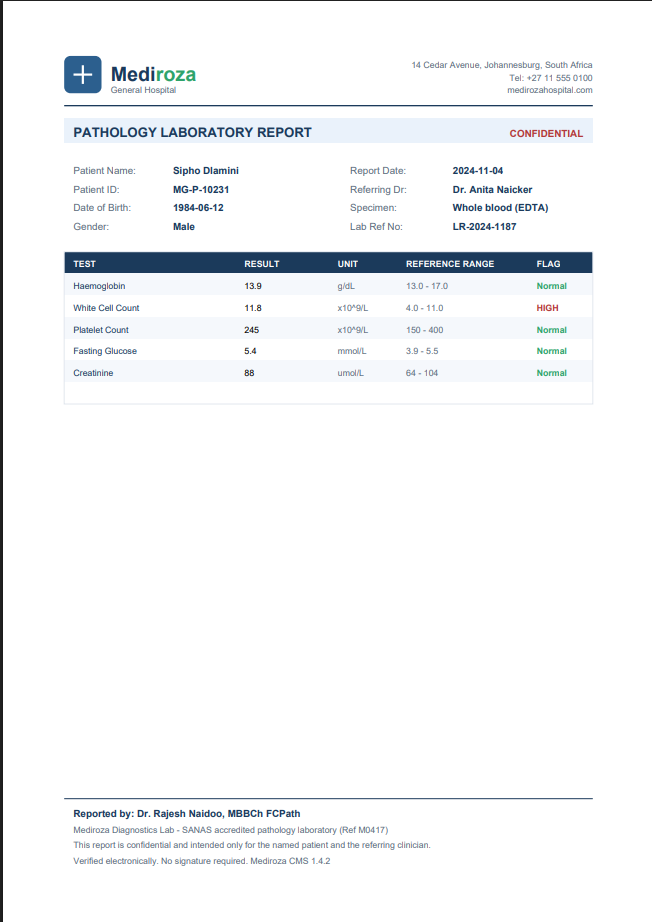 Mediroza
General Hospital
14 Cedar Avenue, Johannesburg, South Africa
Tel: +27 11 555 0100
medirozahospital.com
PATHOLOGY LABORATORY REPORT CONFIDENTIAL
Patient Name: Sipho Dlamini Report Date: 2024-11-04
Patient ID: MG-P-10231 Referring Dr: Dr. Anita Naicker
Date of Birth: 1984-06-12 Specimen: Whole blood (EDTA)
Gender: Male Lab Ref No: LR-2024-1187
TEST RESULT UNIT REFERENCE RANGE FLAG
Haemoglobin 13.9 g/dL 13.0 - 17.0 Normal
White Cell Count 11.8 x10^9/L 4.0 - 11.0 HIGH
Platelet Count 245 x10^9/L 150 - 400 Normal
Fasting Glucose 5.4 mmol/L 3.9 - 5.5 Normal
Creatinine 88 umol/L 64 - 104 Normal
Reported by: Dr. Rajesh Naidoo, MBBCh FCPath
Mediroza Diagnostics Lab - SANAS accredited pathology laboratory (Ref M0417)
This report is confidential and intended only for the named patient and the referring clinician.
Verified electronically. No signature required. Mediroza CMS 1.4.2